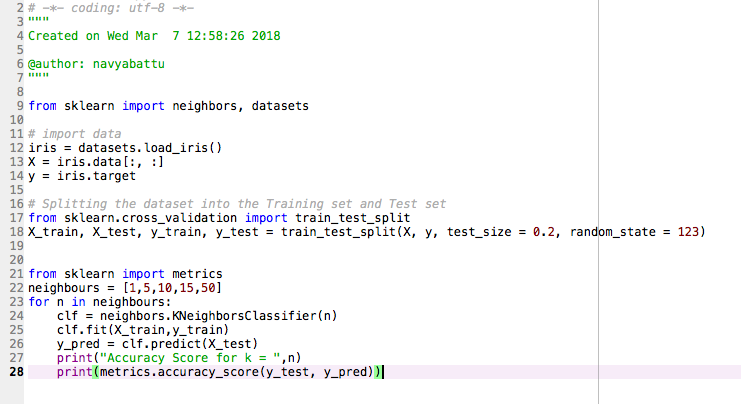 2 # -*- coding: utf-8 -*-
3 """
4 Created on Wed Mar  7 12:58:26 2018
5
6 @author: navyabattu
7 """
8
9 from sklearn import neighbors, datasets
10
11 # import data
12 iris = datasets.load_iris()
13 X = iris.data[:, :]
14 y = iris.target
15
16 # Splitting the dataset into the Training set and Test set
17 from sklearn.cross_validation import train_test_split
18 X_train, X_test, y_train, y_test = train_test_split(X, y, test_size = 0.2, random_state = 123)
19
20
21 from sklearn import metrics
22 neighbours = [1,5,10,15,50]
23 for n in neighbours:
24     clf = neighbors.KNeighborsClassifier(n)
25     clf.fit(X_train,y_train)
26     y_pred = clf.predict(X_test)
27     print("Accuracy Score for k = ",n)
28     print(metrics.accuracy_score(y_test, y_pred))